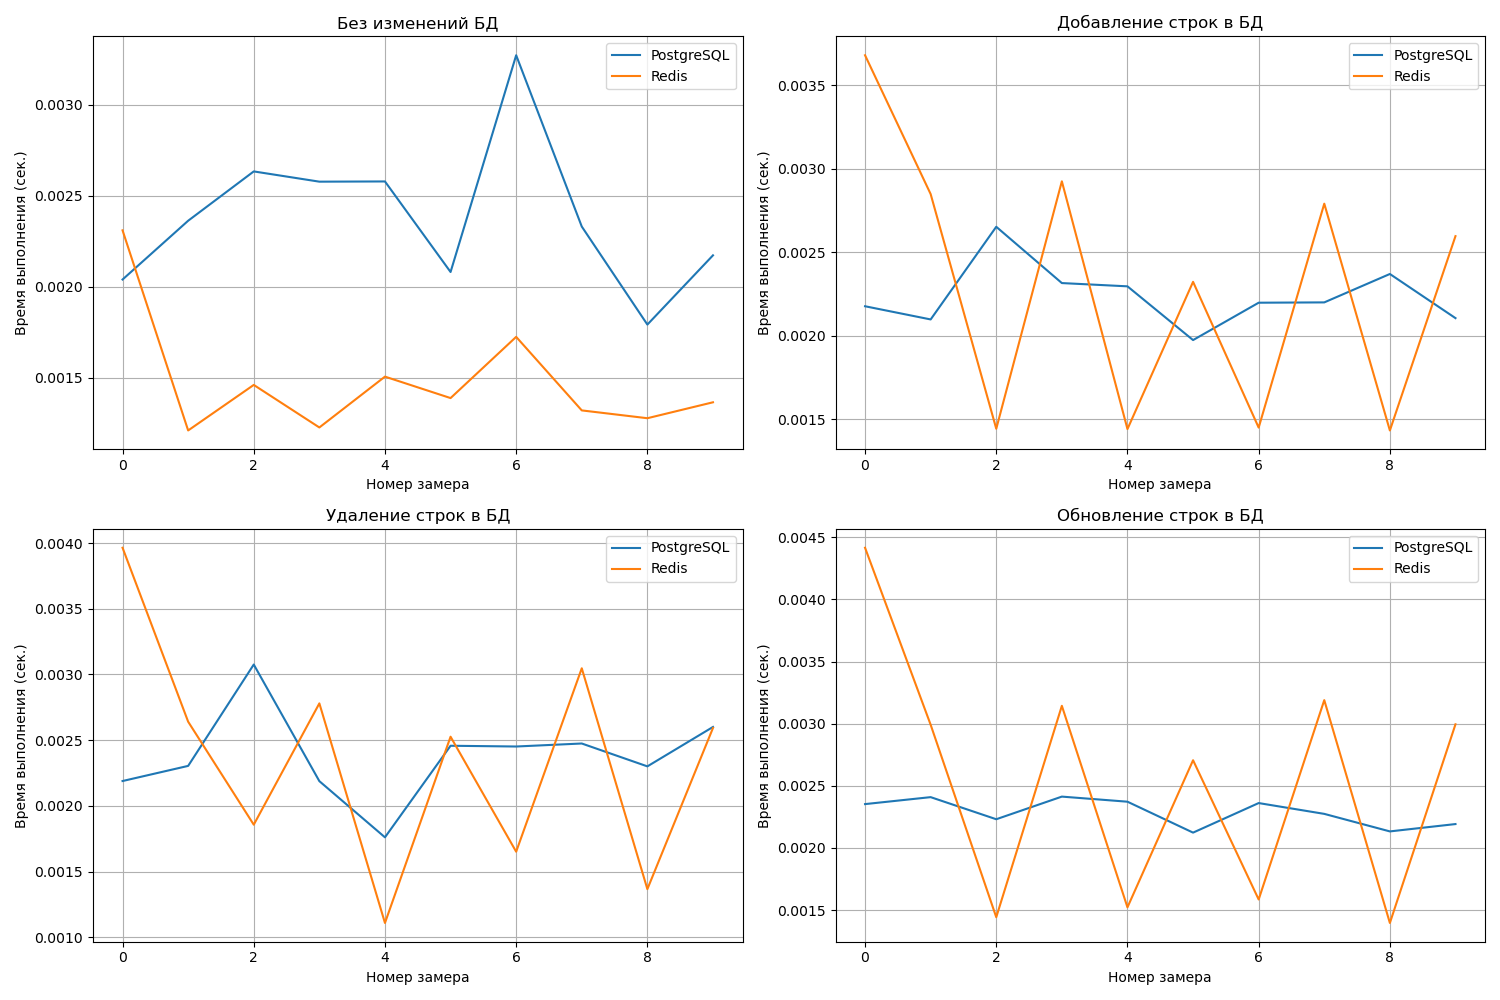 Без изменений БД
PostgreSQL
Redis
0.0030
0.0025
0.0020
0.0015
Время выполнения (сек.)
0 2 4 6 8
Номер замера
Добавление строк в БД
PostgreSQL
Redis
0.0035
0.0030
0.0025
0.0020
0.0015
Время выполнения (сек.)
0 2 4 6 8
Номер замера
Удаление строк в БД
PostgreSQL
Redis
0.0040
0.0035
0.0030
0.0025
0.0020
0.0015
0.0010
Время выполнения (сек.)
0 2 4 6 8
Номер замера
Обновление строк в БД
PostgreSQL
Redis
0.0045
0.0040
0.0035
0.0030
0.0025
0.0020
0.0015
Время выполнения (сек.)
0 2 4 6 8
Номер замера